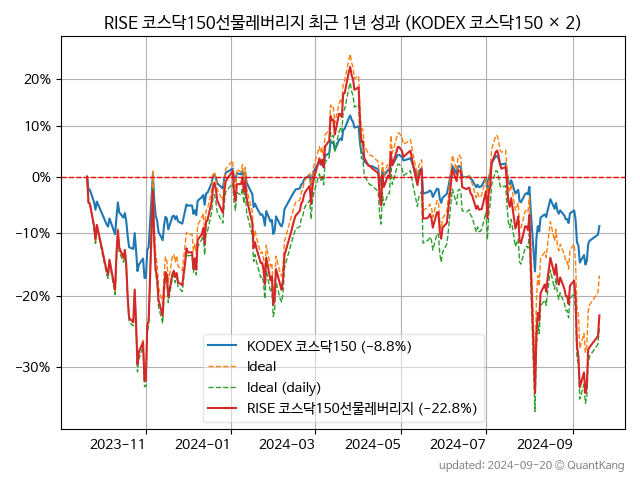 RISE 코스닥150선물레버리지 최근 1년 성과 (KODEX 코스닥150 × 2)
20%
10%
0%
−10%
−20%
−30%
KODEX 코스닥150 (−8.8%)
Ideal
Ideal (daily)
RISE 코스닥150선물레버리지 (−22.8%)
2023−11
2024−01
2024−03
2024−05
2024−07
2024−09
updated: 2024-09-20 © QuantKang